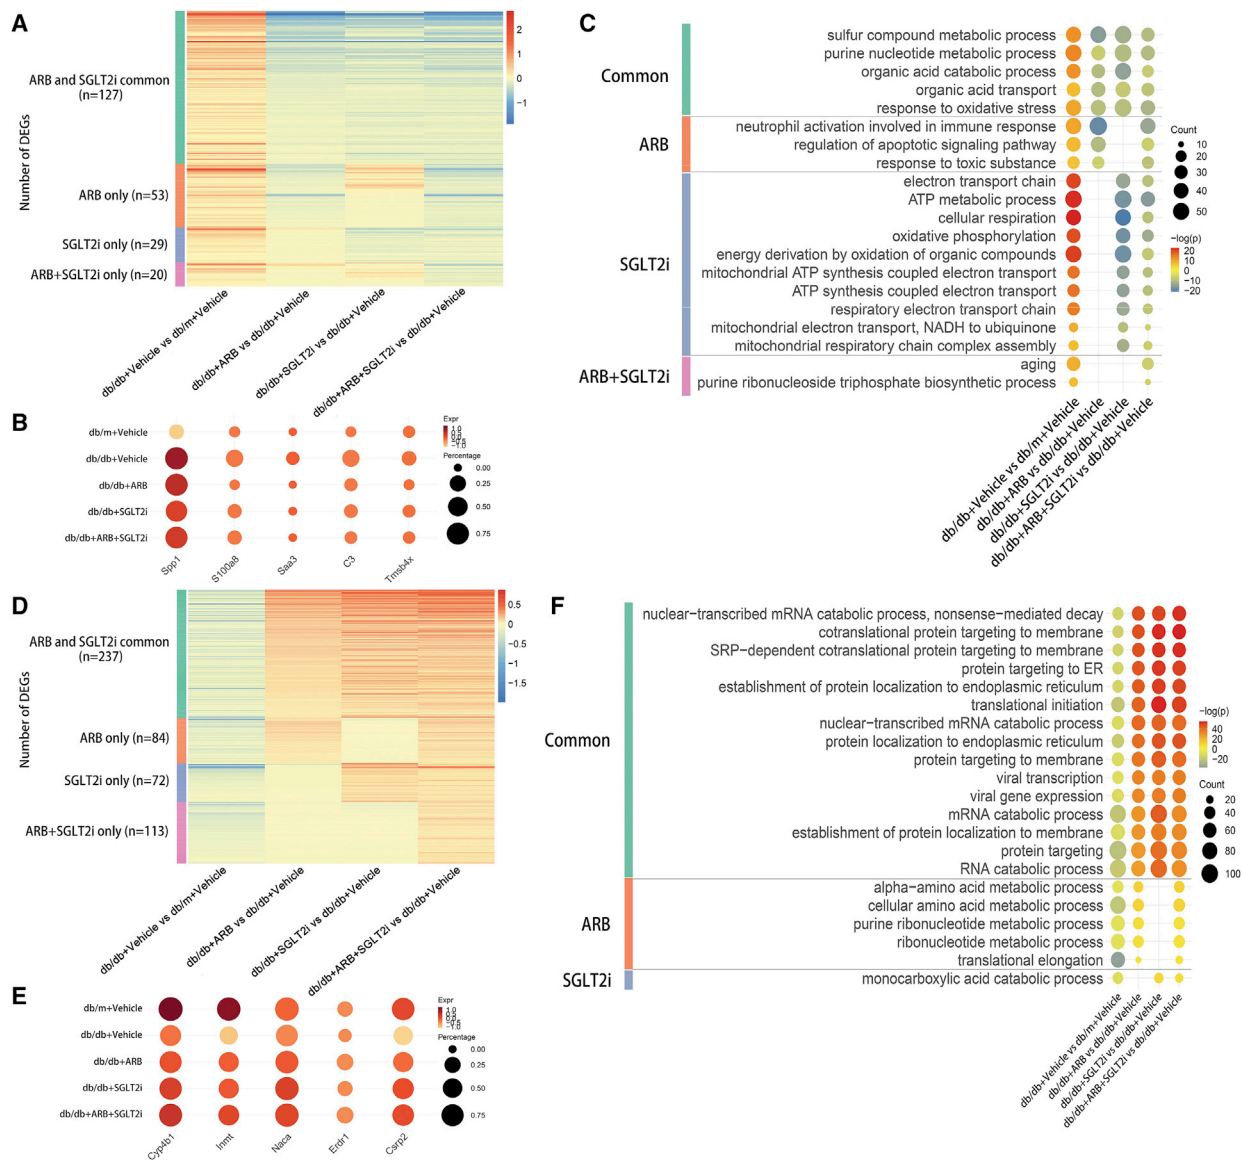 A
ARB and SGLT2i common
(n=127)
ARB only (n=53)
SGLT2i only (n=29)
ARB+SGLT2i only (n=20)
Number of DEGs
2
1
0
−1
db/db+Vehicle vs db/m+Vehicle
db/db+ARB vs db/db+Vehicle
db/db+SGLT2i vs db/db+Vehicle
db/db+ARB+SGLT2i vs db/db+Vehicle
B
db/m+Vehicle
db/db+Vehicle
db/db+ARB
db/db+SGLT2i
db/db+ARB+SGLT2i
Spp1
S100a8
Saa3
C3
Tmsb4x
Expr
1.0
0.5
0.0
−0.5
−1.0
Percentage
0.00
0.25
0.50
0.75
C
Common
sulfur compound metabolic process
purine nucleotide metabolic process
organic acid catabolic process
organic acid transport
response to oxidative stress
ARB
neutrophil activation involved in immune response
regulation of apoptotic signaling pathway
response to toxic substance
SGLT2i
electron transport chain
ATP metabolic process
cellular respiration
oxidative phosphorylation
energy derivation by oxidation of organic compounds
mitochondrial ATP synthesis coupled electron transport
ATP synthesis coupled electron transport
respiratory electron transport chain
mitochondrial electron transport, NADH to ubiquinone
mitochondrial respiratory chain complex assembly
ARB+SGLT2i
aging
purine ribonucleoside triphosphate biosynthetic process
Count
10
20
30
40
50
−log(p)
20
10
0
−10
−20
db/db+Vehicle vs db/m+Vehicle
db/db+ARB vs db/db+Vehicle
db/db+SGLT2i vs db/db+Vehicle
db/db+ARB+SGLT2i vs db/db+Vehicle
D
ARB and SGLT2i common
(n=237)
ARB only (n=84)
SGLT2i only (n=72)
ARB+SGLT2i only (n=113)
Number of DEGs
0.5
0
−0.5
−1
−1.5
db/db+Vehicle vs db/m+Vehicle
db/db+ARB vs db/db+Vehicle
db/db+SGLT2i vs db/db+Vehicle
db/db+ARB+SGLT2i vs db/db+Vehicle
E
db/m+Vehicle
db/db+Vehicle
db/db+ARB
db/db+SGLT2i
db/db+ARB+SGLT2i
Cyp4b1
Inmt
Naca
Erdr1
Csrp2
Expr
1.0
0.5
0.0
−0.5
−1.0
Percentage
0.00
0.25
0.50
0.75
F
Common
nuclear−transcribed mRNA catabolic process, nonsense−mediated decay
cotranslational protein targeting to membrane
SRP−dependent cotranslational protein targeting to membrane
protein targeting to ER
establishment of protein localization to endoplasmic reticulum
translational initiation
nuclear−transcribed mRNA catabolic process
protein localization to endoplasmic reticulum
protein targeting to membrane
viral transcription
viral gene expression
mRNA catabolic process
establishment of protein localization to membrane
protein targeting
RNA catabolic process
ARB
alpha−amino acid metabolic process
cellular amino acid metabolic process
purine ribonucleotide metabolic process
ribonucleotide metabolic process
translational elongation
SGLT2i
monocarboxylic acid catabolic process
−log(p)
40
20
0
−20
Count
20
40
60
80
100
db/db+Vehicle vs db/m+Vehicle
db/db+ARB vs db/db+Vehicle
db/db+SGLT2i vs db/db+Vehicle
db/db+ARB+SGLT2i vs db/db+Vehicle